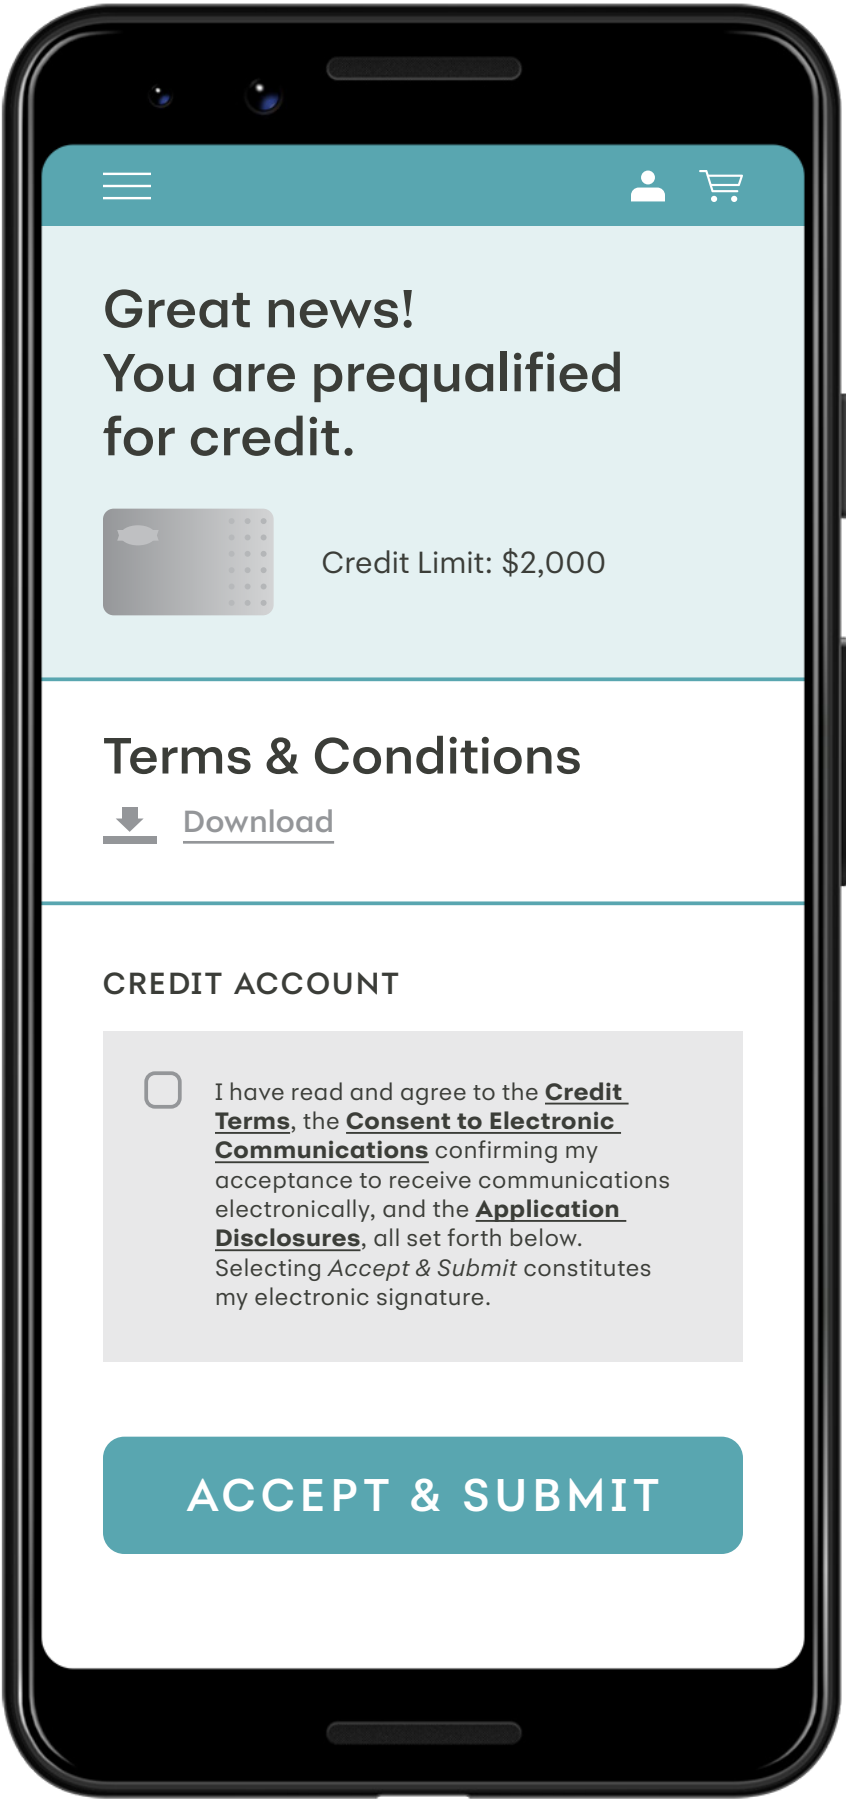 Great news!
You are prequalified
for credit.
Credit Limit: $2,000
Terms & Conditions
Download
CREDIT ACCOUNT
I have read and agree to the Credit
Terms, the Consent to Electronic
Communications confirming my
acceptance to receive communications
electronically, and the Application
Disclosures, all set forth below.
Selecting Accept & Submit constitutes
my electronic signature.
ACCEPT & SUBMIT